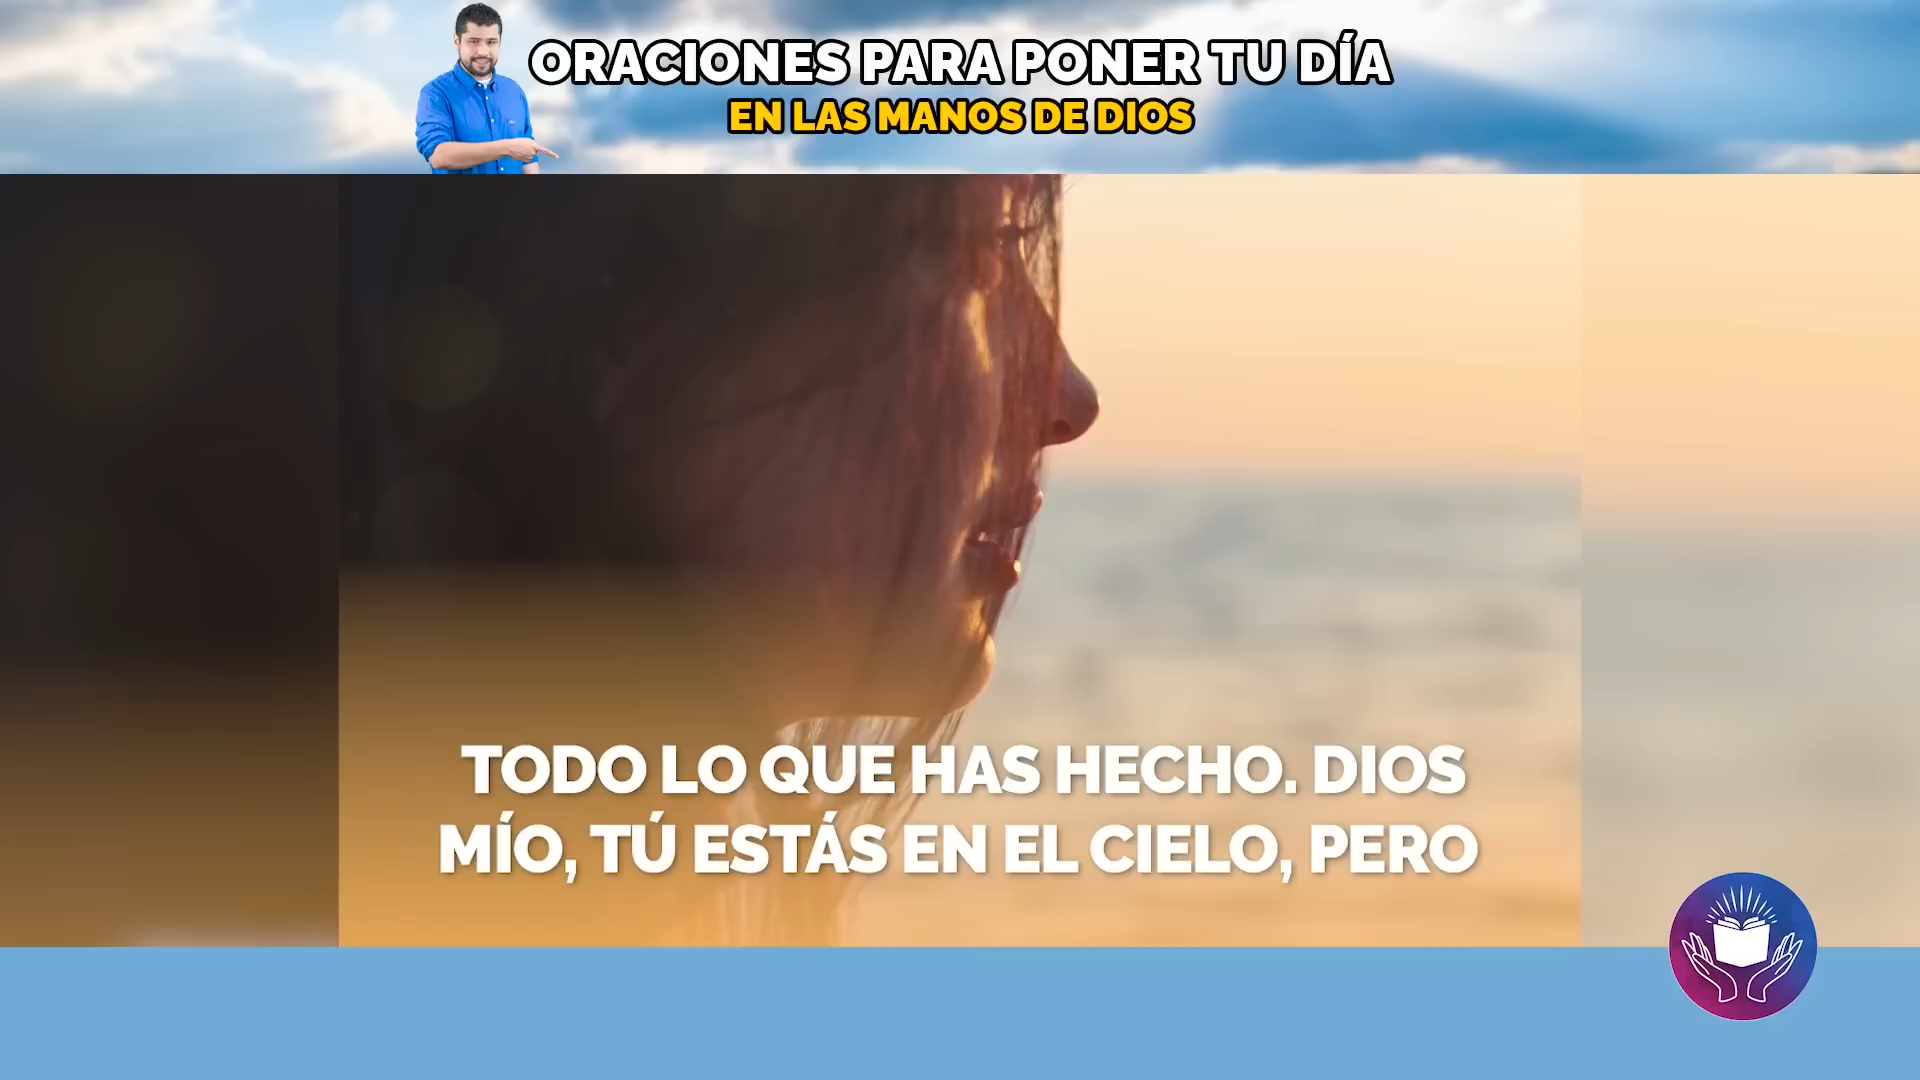 ORACIONES PARA PONER TU DÍA
EN LAS MANOS DE DIOS
TODO LO QUE HAS HECHO. DIOS
MÍO, TÚ ESTÁS EN EL CIELO, PERO